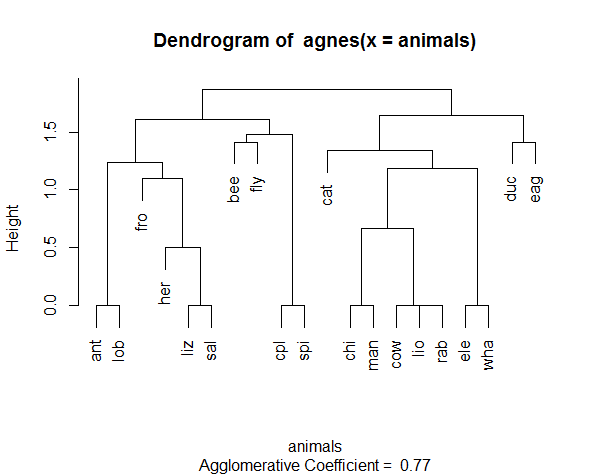 Dendrogram of agnes(x = animals)
Height
1.5
1.0
0.5
0.0
ant
lob
fro
her
liz
sal
bee
fly
cpl
spi
cat
chi
man
cow
lio
rab
ele
wha
duc
eag
animals
Agglomerative Coefficient = 0.77